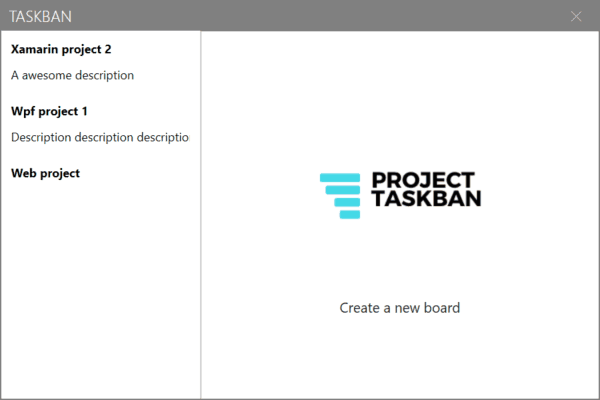 TASKBAN
Xamarin project 2
A awesome description
Wpf project 1
Description description descriptio
Web project
PROJECT
TASKBAN
Create a new board